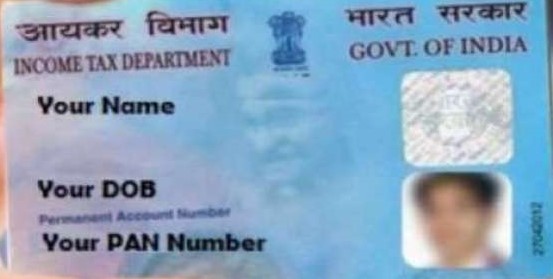 आयकर विभाग
INCOME TAX DEPARTMENT
भारत सरकार
GOVT. OF INDIA
Your Name
Your DOB
Permanent Account Number
Your PAN Number
27042012